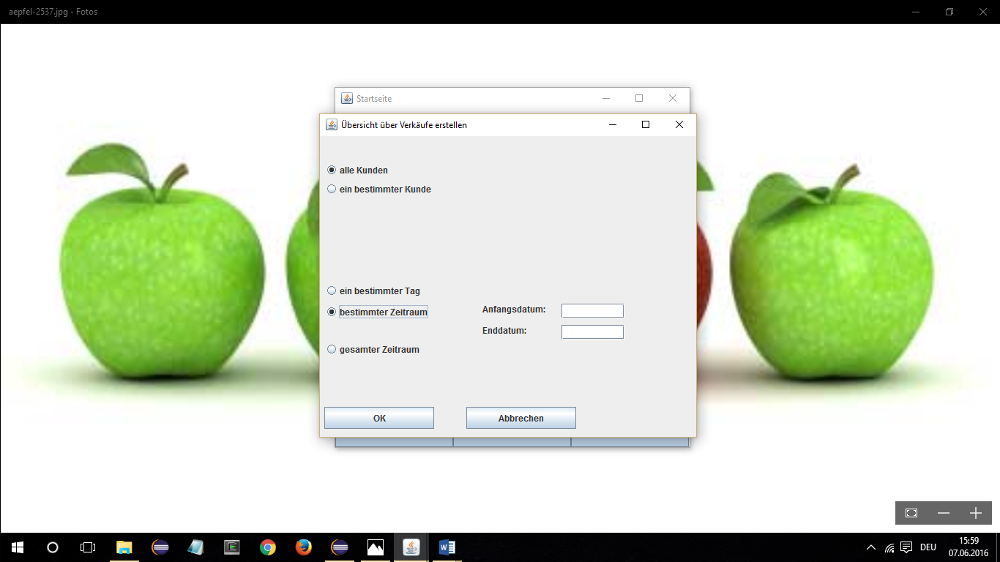 aepfel-2537.jpg - Fotos
Startseite
Übersicht über Verkäufe erstellen
alle Kunden
ein bestimmter Kunde
ein bestimmter Tag
bestimmter Zeitraum
Anfangsdatum:
Enddatum:
gesamter Zeitraum
OK
Abbrechen
DEU
15:59
07.06.2016